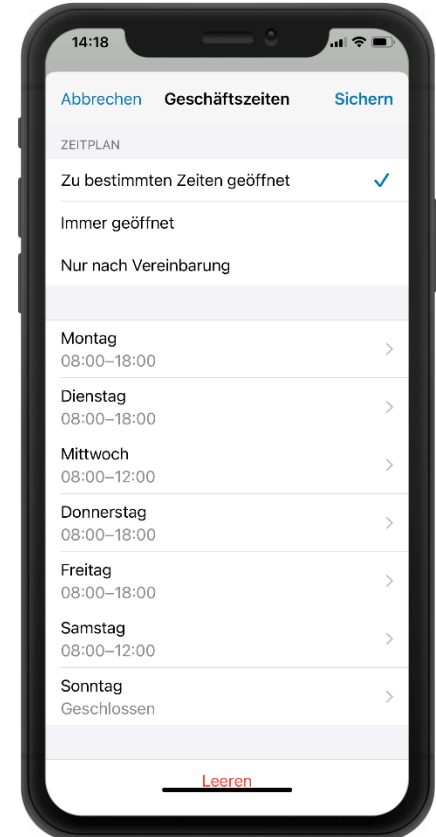 14:18
Abbrechen Geschäftszeiten Sichern
ZEITPLAN
Zu bestimmten Zeiten geöffnet
Immer geöffnet
Nur nach Vereinbarung
Montag
08:00–18:00
Dienstag
08:00–18:00
Mittwoch
08:00–12:00
Donnerstag
08:00–18:00
Freitag
08:00–18:00
Samstag
08:00–12:00
Sonntag
Geschlossen
Leeren